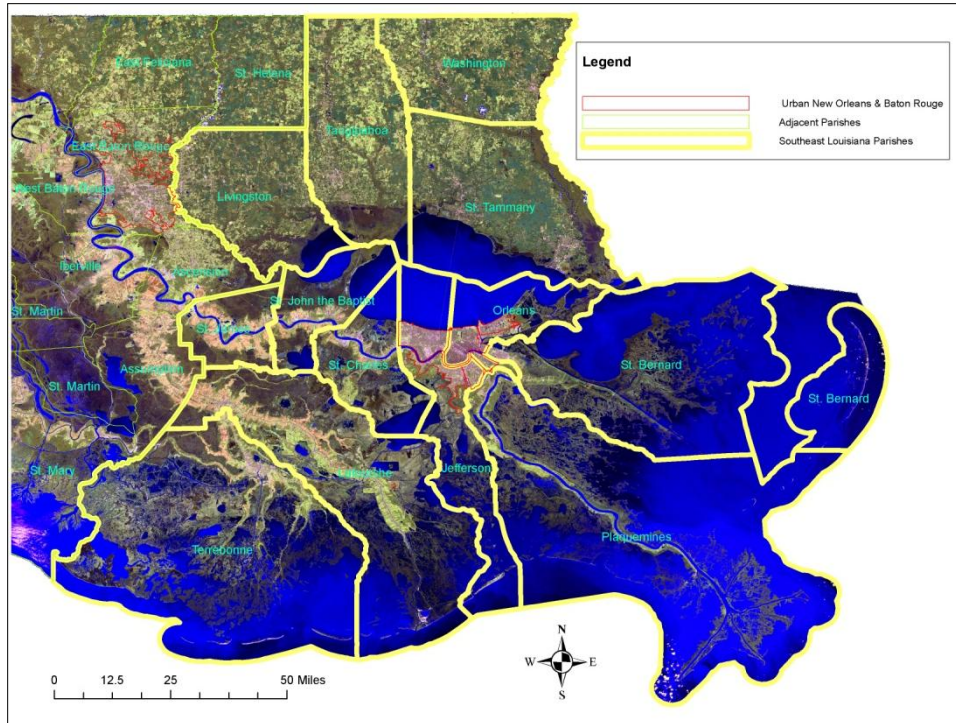 Legend
Urban New Orleans & Baton Rouge
Adjacent Parishes
Southeast Louisiana Parishes
East Feliciana
St. Helena
Washington
Tangipahoa
East Baton Rouge
West Baton Rouge
Livingston
St. Tammany
Iberville
Ascension
St. Martin
St. John the Baptist
Orleans
St. James
Assumption
St. Charles
St. Bernard
St. Martin
St. Bernard
St. Mary
Lafourche
Jefferson
Plaquemines
Terrebonne
N
W E
S
0 12.5 25 50 Miles